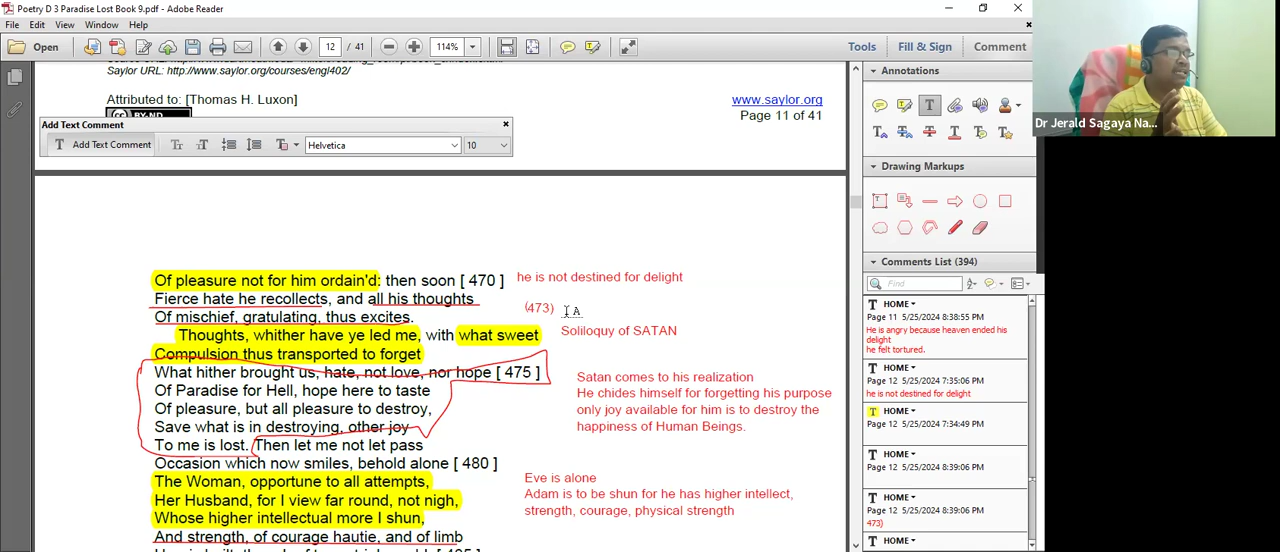 Poetry D 3 Paradise Lost Book 9.pdf - Adobe Reader
File Edit View Window Help
Open 12 / 41 114% Tools Fill & Sign Comment
Saylor URL: http://www.saylor.org/courses/engl402/
Attributed to: [Thomas H. Luxon] www.saylor.org
Page 11 of 41
Add Text Comment
Add Text Comment Helvetica 10
Of pleasure not for him ordain'd: then soon [ 470 ] he is not destined for delight
Fierce hate he recollects, and all his thoughts
(473)
Of mischief, gratulating, thus excites.
Thoughts, whither have ye led me, with what sweet Soliloquy of SATAN
Compulsion thus transported to forget
What hither brought us, hate, not love, nor hope [ 475 ] Satan comes to his realization
Of Paradise for Hell, hope here to taste He chides himself for forgetting his purpose
Of pleasure, but all pleasure to destroy, only joy available for him is to destroy the
Save what is in destroying, other joy happiness of Human Beings.
To me is lost. Then let me not let pass
Occasion which now smiles, behold alone [ 480 ]
The Woman, opportune to all attempts, Eve is alone
Her Husband, for I view far round, not nigh, Adam is to be shun for he has higher intellect,
Whose higher intellectual more I shun, strength, courage, physical strength
And strength, of courage hautie, and of limb
Annotations
Dr Jerald Sagaya Na...
Drawing Markups
Comments List (394)
Find
HOME
Page 11 5/25/2024 8:38:55 PM
He is angry because heaven ended his
delight
he felt tortured.
HOME
Page 12 5/25/2024 7:35:06 PM
he is not destined for delight
HOME
Page 12 5/25/2024 7:34:49 PM
HOME
Page 12 5/25/2024 8:39:06 PM
HOME
Page 12 5/25/2024 8:39:06 PM
473)
HOME